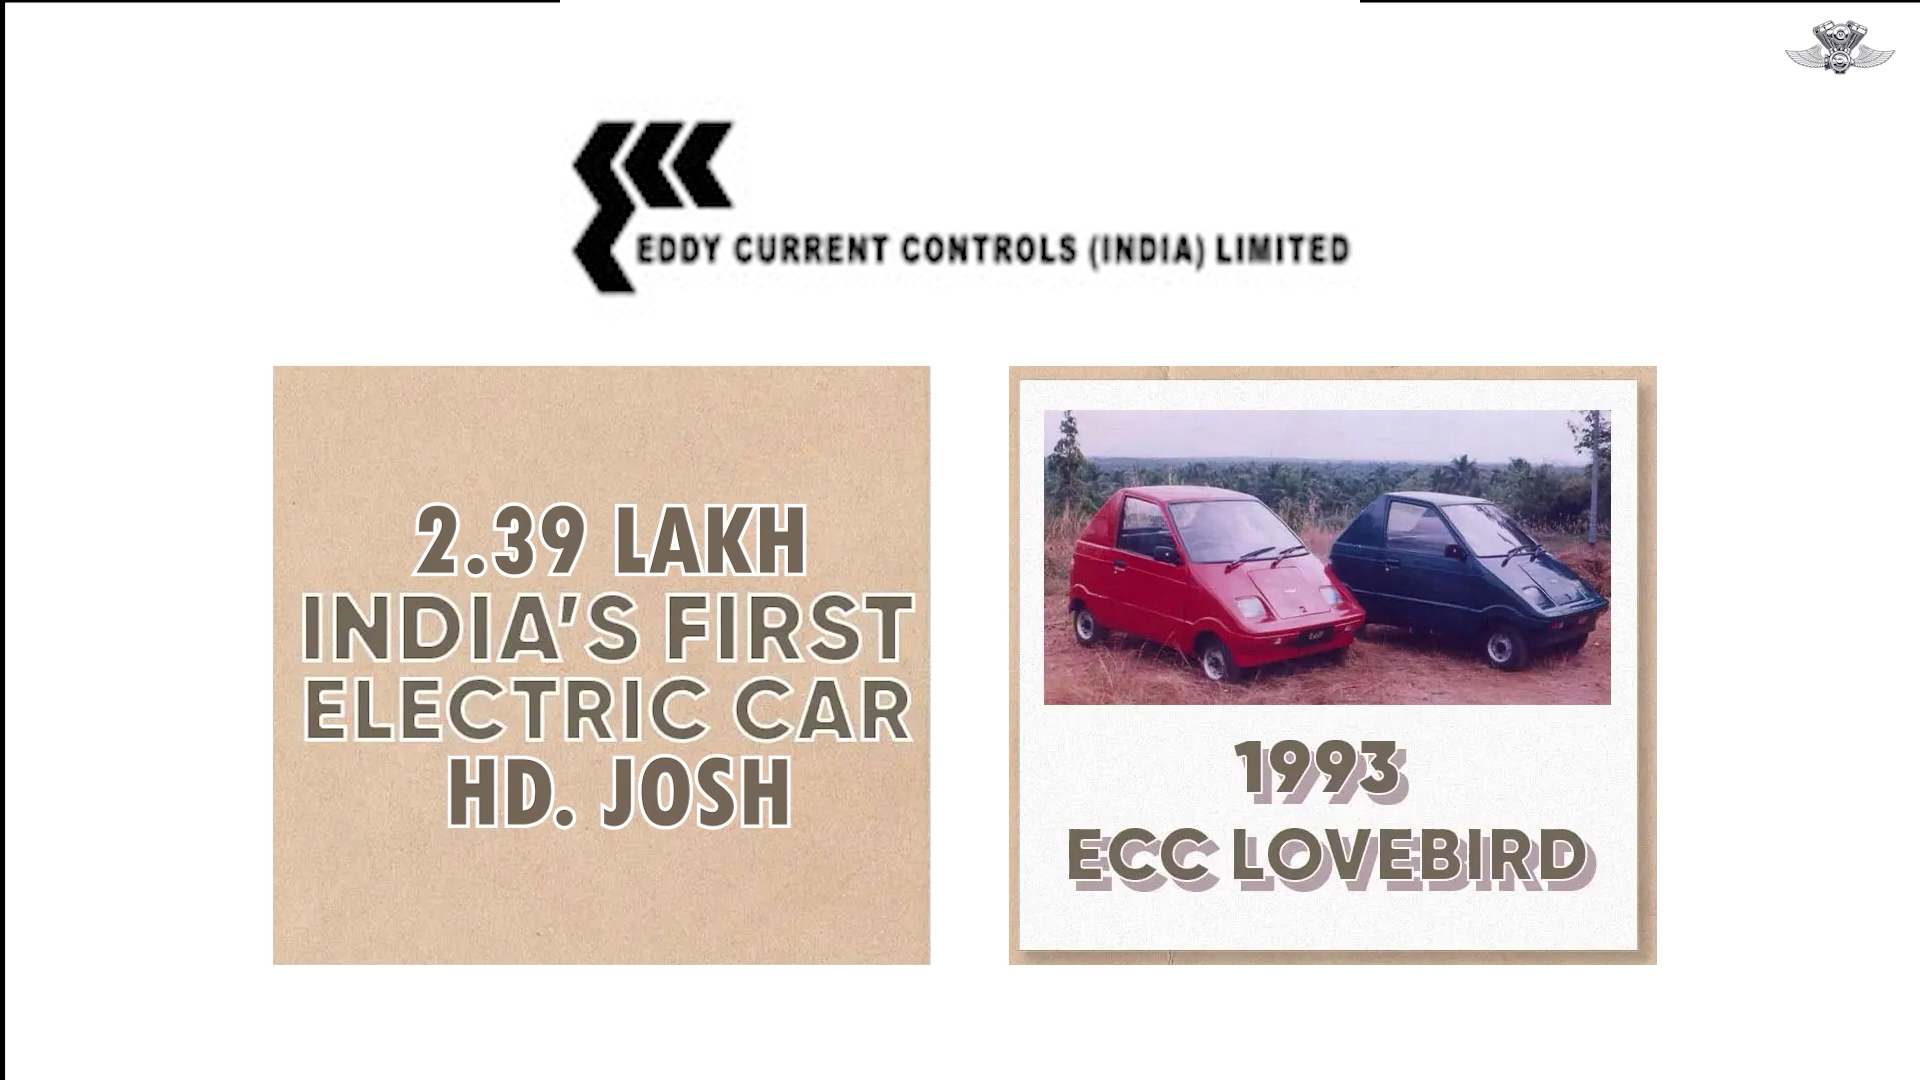 EDDY CURRENT CONTROLS (INDIA) LIMITED
2.39 LAKH
INDIA'S FIRST
ELECTRIC CAR
HD. JOSH
1993
ECC LOVEBIRD